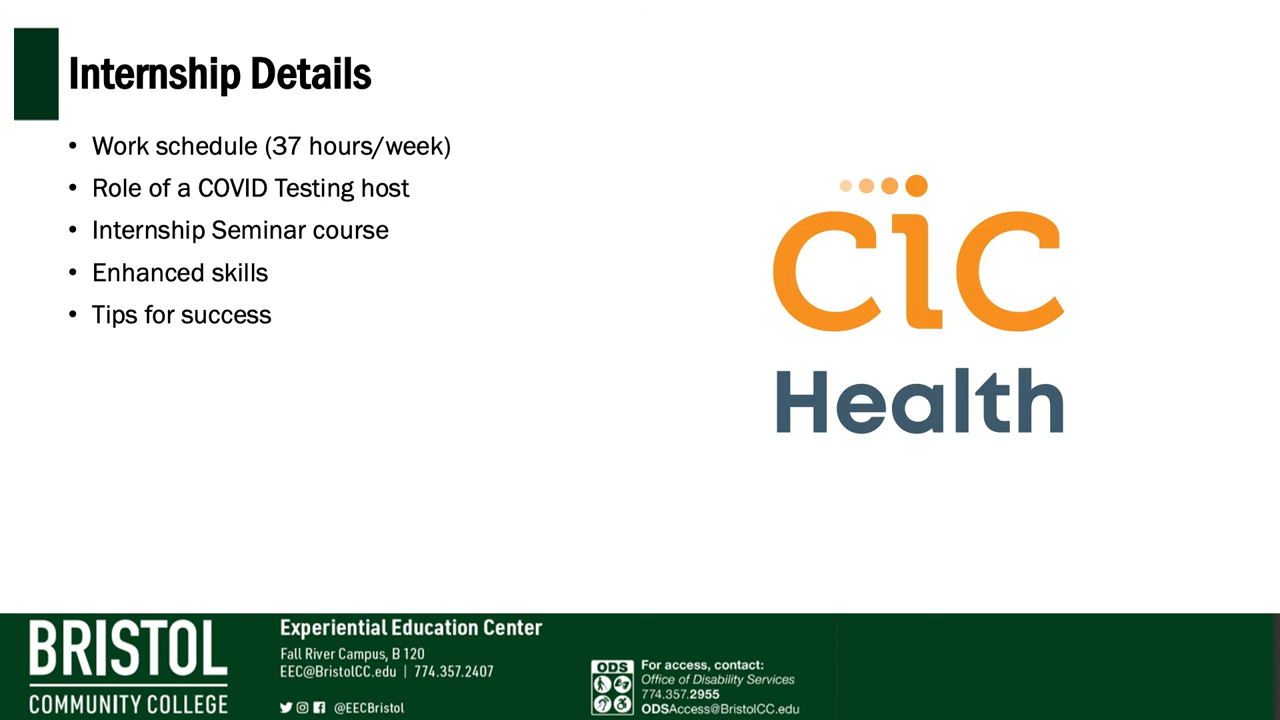 Internship Details
• Work schedule (37 hours/week)
• Role of a COVID Testing host
• Internship Seminar course
• Enhanced skills
• Tips for success
cic
Health
BRISTOL
COMMUNITY COLLEGE
Experiential Education Center
Fall River Campus, B 120
EEC@BristolCC.edu | 774.357.2407
@EECBristol
ODS
For access, contact:
Office of Disability Services
774.357.2955
ODSAccess@BristolCC.edu